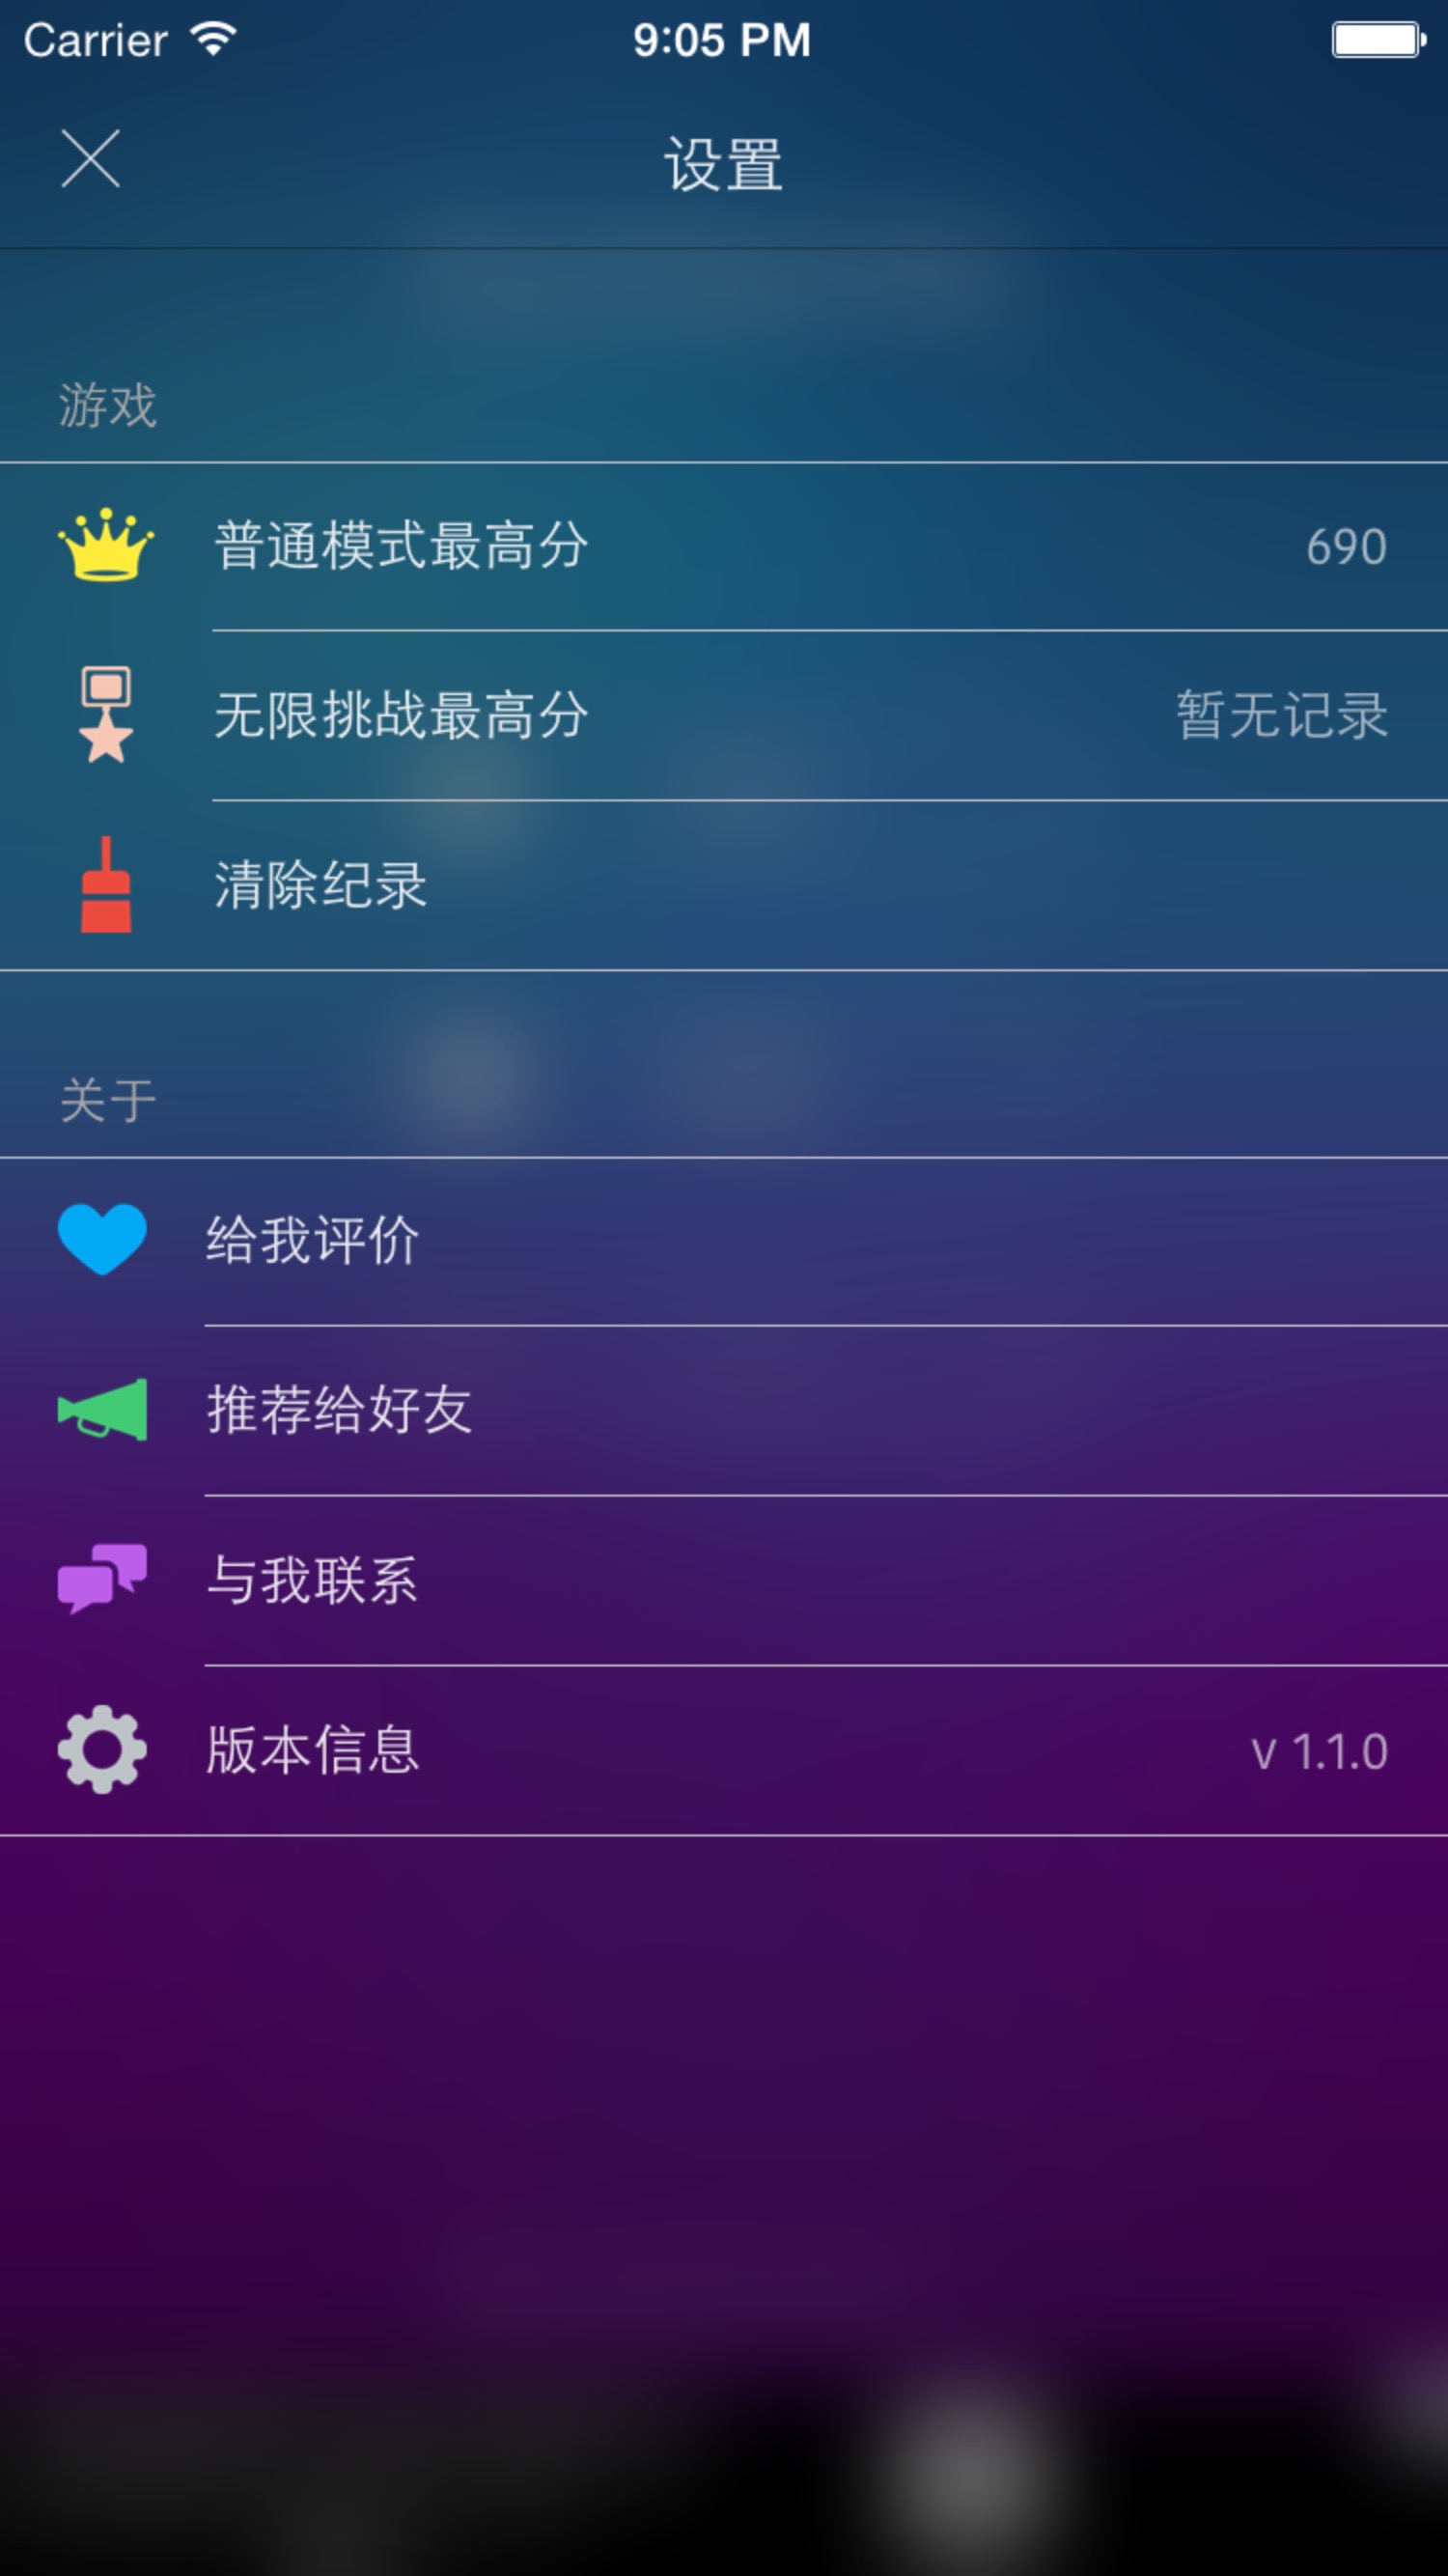 Carrier 9:05 PM
设置
游戏
普通模式最高分 690
无限挑战最高分 暂无记录
清除纪录
关于
给我评价
推荐给好友
与我联系
版本信息 v 1.1.0